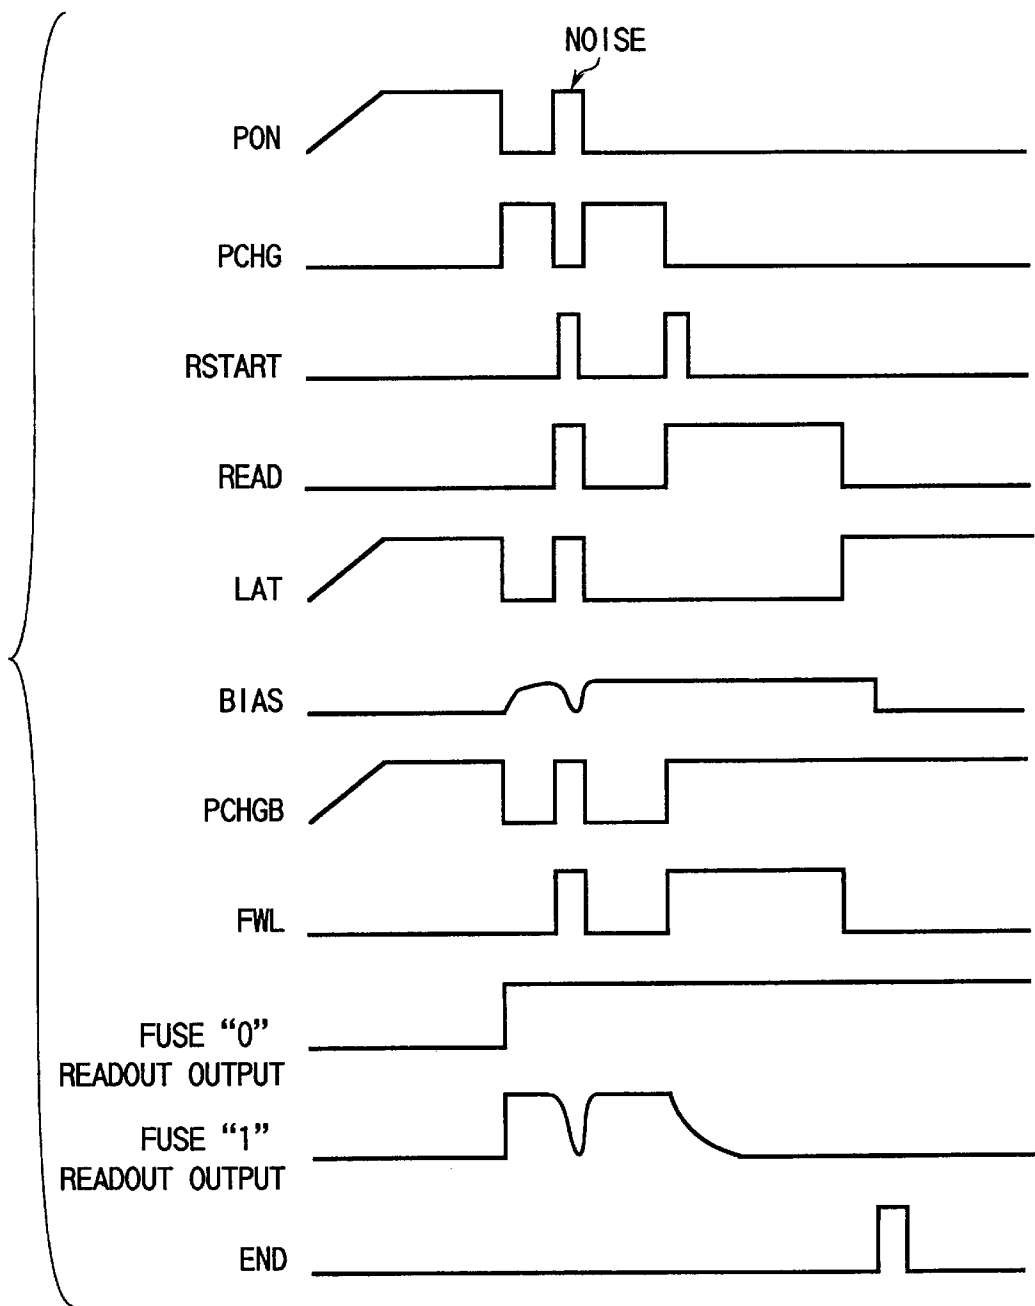 NOISE
PON
PCHG
RSTART
READ
LAT
BIAS
PCHGB
FWL
FUSE “0”
READOUT OUTPUT
FUSE “1”
READOUT OUTPUT
END